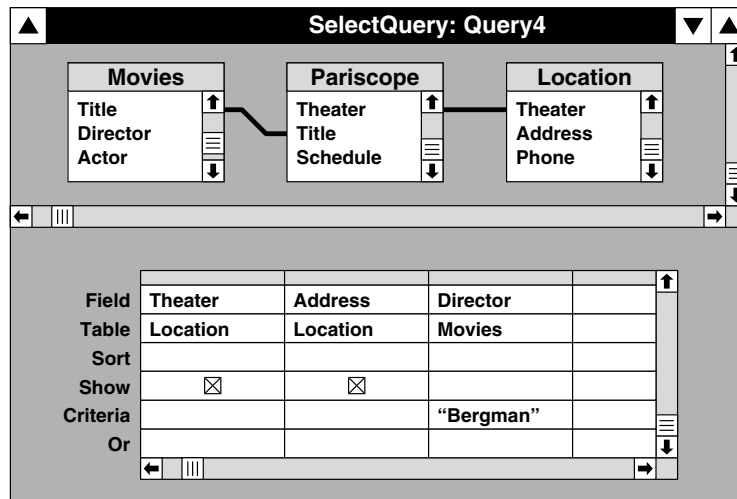 SelectQuery: Query4
Movies
Title
Director
Actor
Pariscope
Theater
Title
Schedule
Location
Theater
Address
Phone
Field Theater Address Director
Table Location Location Movies
Sort
Show
Criteria “Bergman”
Or